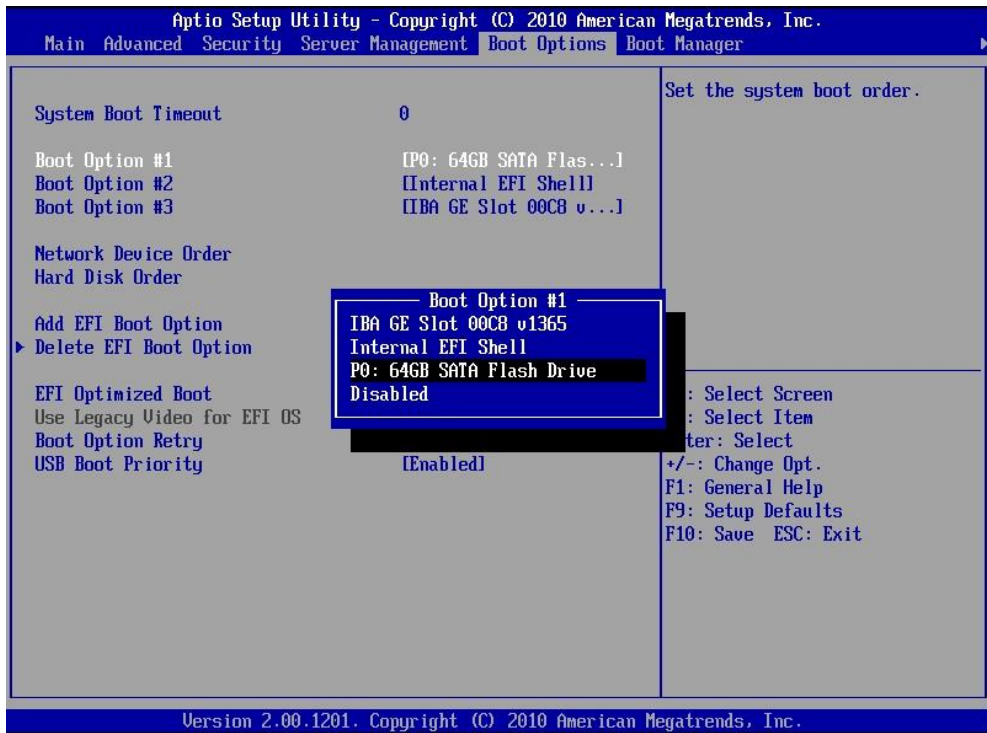 Aptio Setup Utility - Copyright (C) 2010 American Megatrends, Inc.
Main Advanced Security Server Management Boot Options Boot Manager
System Boot Timeout 0
Boot Option #1 [P0: 64GB SATA Flas...]
Boot Option #2 [Internal EFI Shell]
Boot Option #3 [IBA GE Slot 00C8 v...]
Network Device Order
Hard Disk Order
Add EFI Boot Option
Delete EFI Boot Option
EFI Optimized Boot
Use Legacy Video for EFI OS
Boot Option Retry
USB Boot Priority [Enabled]
Boot Option #1
IBA GE Slot 00C8 v1365
Internal EFI Shell
P0: 64GB SATA Flash Drive
Disabled
Set the system boot order.
: Select Screen
: Select Item
ter: Select
+/-: Change Opt.
F1: General Help
F9: Setup Defaults
F10: Save ESC: Exit
Version 2.00.1201. Copyright (C) 2010 American Megatrends, Inc.